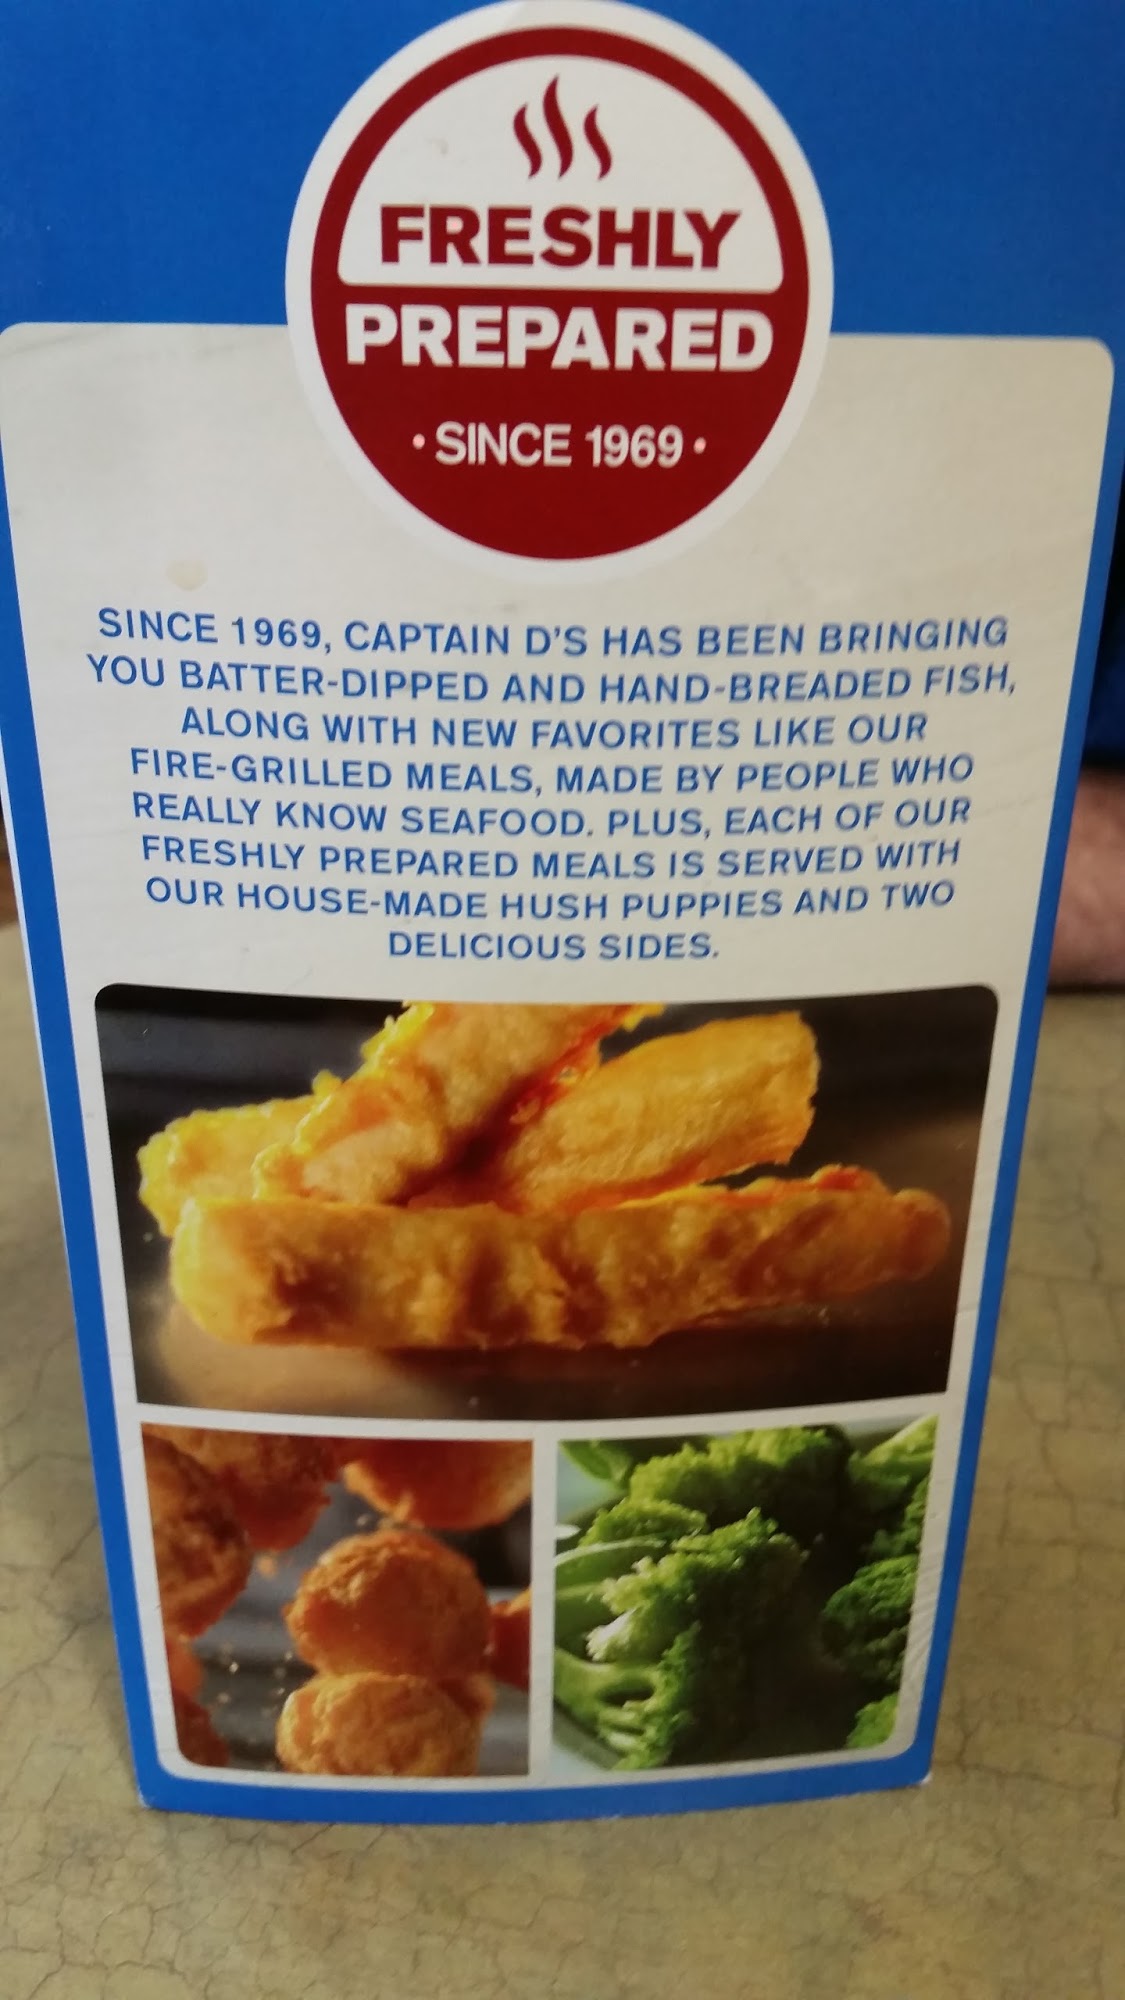 FRESHLY
PREPARED
• SINCE 1969 •
SINCE 1969, CAPTAIN D'S HAS BEEN BRINGING
YOU BATTER-DIPPED AND HAND-BREADED FISH,
ALONG WITH NEW FAVORITES LIKE OUR
FIRE-GRILLED MEALS, MADE BY PEOPLE WHO
REALLY KNOW SEAFOOD. PLUS, EACH OF OUR
FRESHLY PREPARED MEALS IS SERVED WITH
OUR HOUSE-MADE HUSH PUPPIES AND TWO
DELICIOUS SIDES.